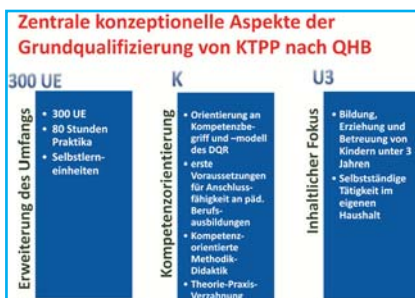 Zentrale konzeptionelle Aspekte der
Grundqualifizierung von KTPP nach QHB
300 UE
Erweiterung des Umfangs
• 300 UE
• 80 Stunden
Praktika
• Selbstlern-
einheiten
K
Kompetenzorientierung
• Orientierung an
Kompetenzbe-
griff und –modell
des DQR
• erste
Voraussetzungen
für Anschluss-
fähigkeit an päd.
Berufs-
ausbildungen
• Kompetenz-
orientierte
Methodik-
Didaktik
• Theorie-Praxis-
Verzahnung
U3
Inhaltlicher Fokus
• Bildung,
Erziehung und
Betreuung von
Kindern unter 3
Jahren
• Selbstständige
Tätigkeit im
eigenen
Haushalt